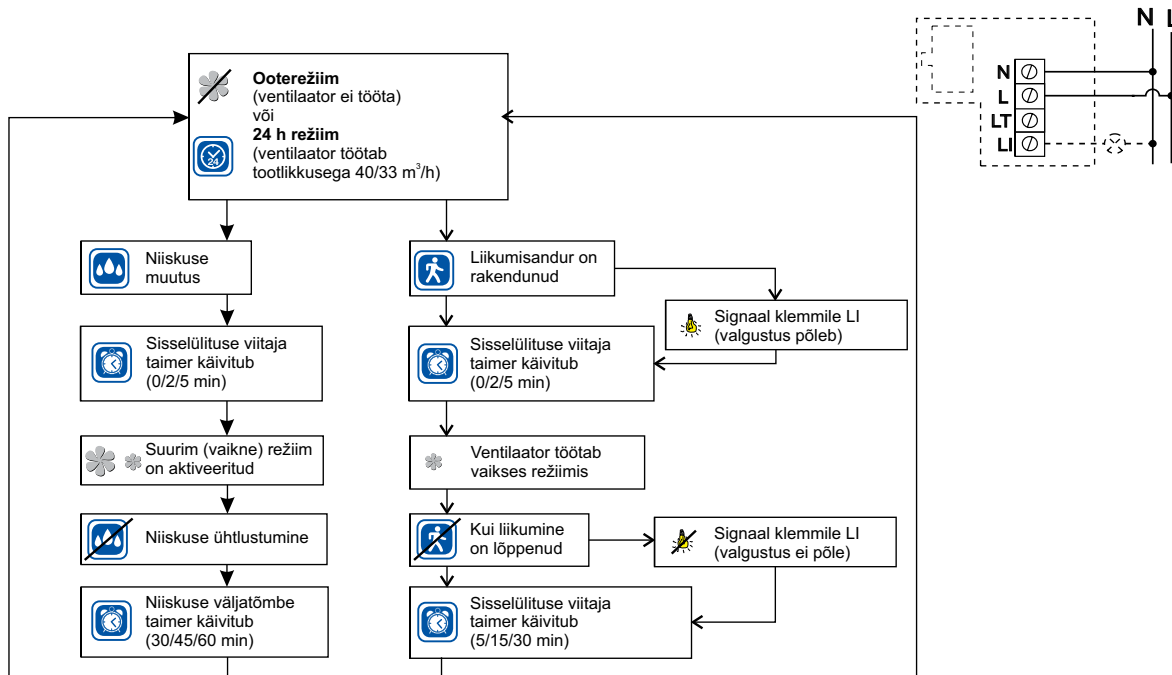 Ooterežiim
(ventilaator ei tööta)
või
24 h režiim
(ventilaator töötab
tootlikkusega 40/33 m³/h)
24
Niiskuse
muutus
Sisselülituse viitaja
taimer käivitub
(0/2/5 min)
Suurim (vaikne) režiim
on aktiveeritud
Niiskuse ühtlustumine
Niiskuse väljatõmbe
taimer käivitub
(30/45/60 min)
Liikumisandur on
rakendunud
Signaal klemmile LI
(valgustus põleb)
Sisselülituse viitaja
taimer käivitub
(0/2/5 min)
Ventilaator töötab
vaikses režiimis
Kui liikumine
on lõppenud
Signaal klemmile LI
(valgustus ei põle)
Sisselülituse viitaja
taimer käivitub
(5/15/30 min)
N L
N
L
LT
LI